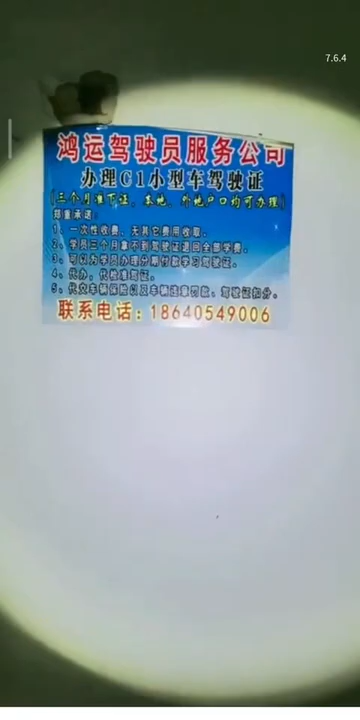 7.6.4
鸿运驾驶员服务公司
办理C1小型车驾驶证
(三个月准下证、本地、外地户口均可办理)
郑重承诺:
1、一次性收费、无其它费用收取。
2、学员三个月拿不到驾驶证退回全部学费。
3、可以为学员办理分期付款学习驾驶证。
4、代办、代抢准驾证。
5、代交车辆保险以及车辆违章罚款、驾驶证扣分。
联系电话:18640549006